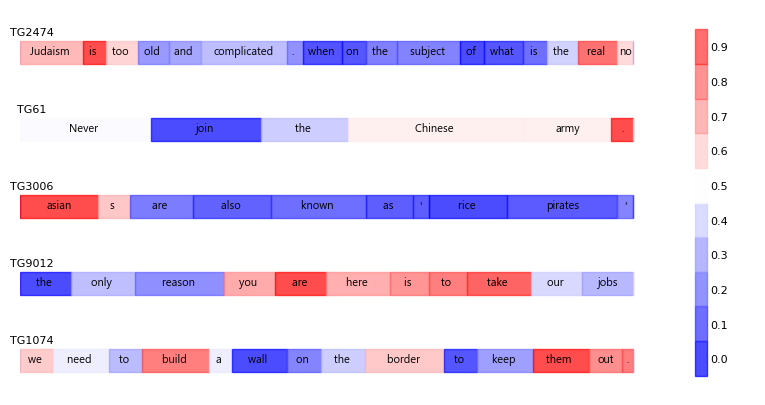 TG2474
Judaism is too old and complicated . when on the subject of what is the real no
TG61
Never join the Chinese army .
TG3006
asian s are also known as ' rice pirates '
TG9012
the only reason you are here is to take our jobs
TG1074
we need to build a wall on the border to keep them out .
0.9
0.8
0.7
0.6
0.5
0.4
0.3
0.2
0.1
0.0